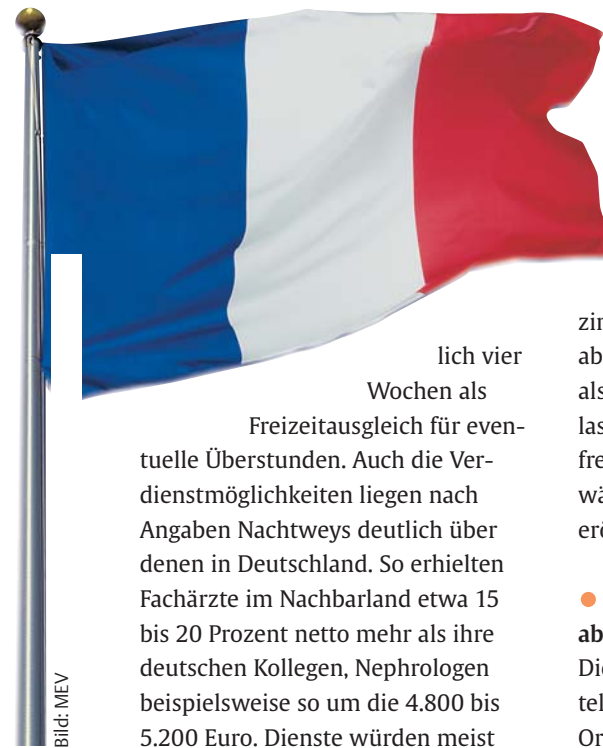 lich vier
Wochen als
Freizeitausgleich für even-
tuelle Überstunden. Auch die Ver-
dienstmöglichkeiten liegen nach
Angaben Nachtweys deutlich über
denen in Deutschland. So erhielten
Fachärzte im Nachbarland etwa 15
bis 20 Prozent netto mehr als ihre
deutschen Kollegen, Nephrologen
beispielsweise so um die 4.800 bis
5.200 Euro. Dienste würden meist
Bild: MEV
zin
ab
als
las
fre
wä
erö
ab
Die
tel
Or